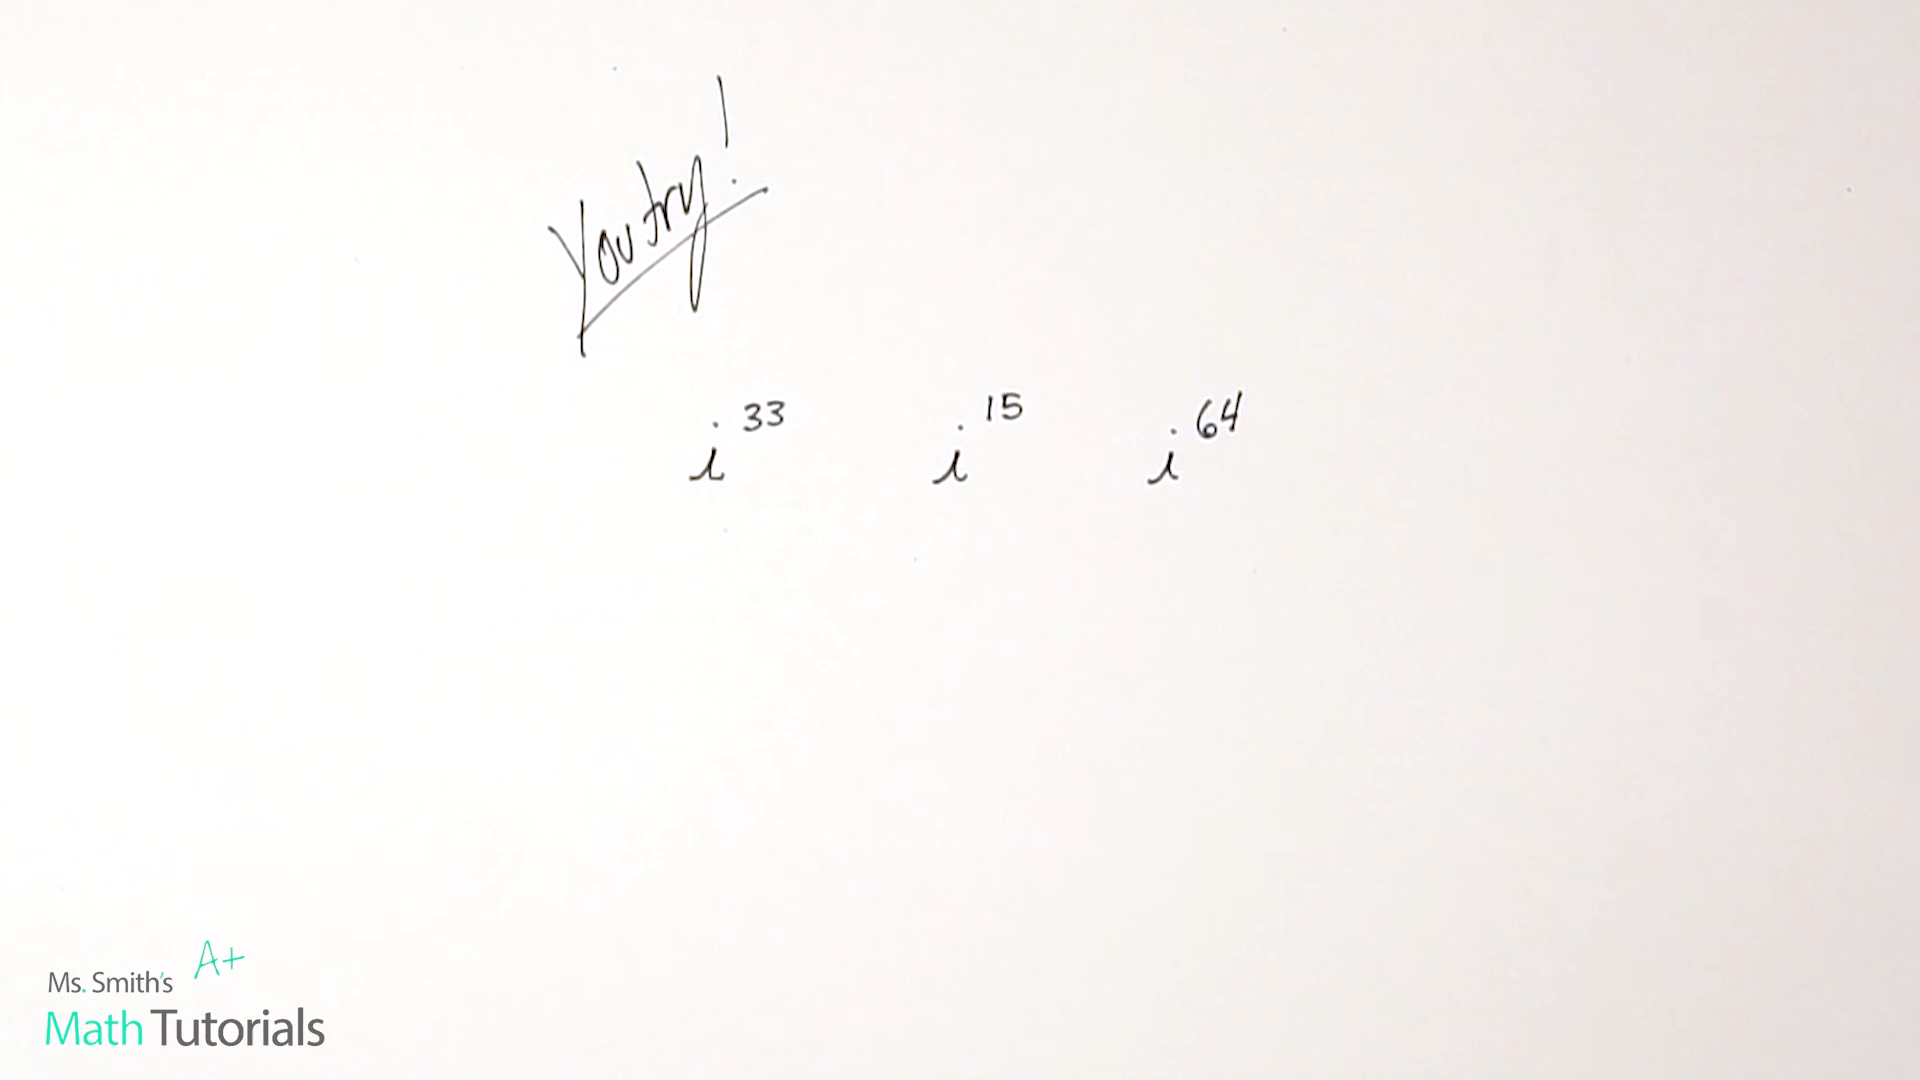 You try!
i^33 i^15 i^64
A+
Ms. Smith's
Math Tutorials